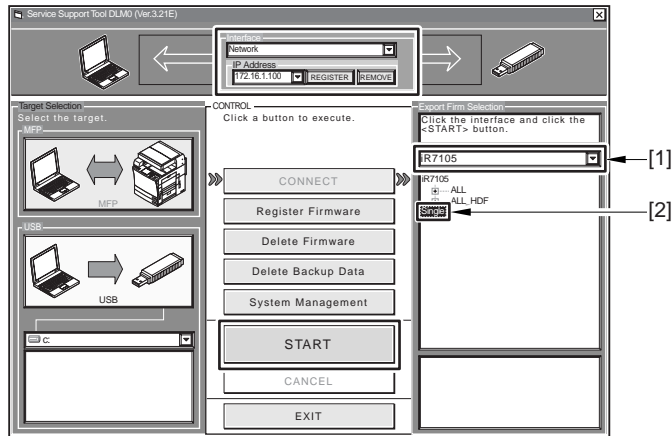 Service Support Tool DLM0 (Ver.3.21E)
Interface
Network
IP Address
172.16.1.100
REGISTER
REMOVE
Target Selection
Select the target.
MFP
MFP
USB
USB
C:
CONTROL
Click a button to execute.
CONNECT
Register Firmware
Delete Firmware
Delete Backup Data
System Management
START
CANCEL
EXIT
Export Firm Selection
Click the interface and click the
<START> button.
iR7105
[1]
iR7105
ALL
ALL_HDF
Single
[2]